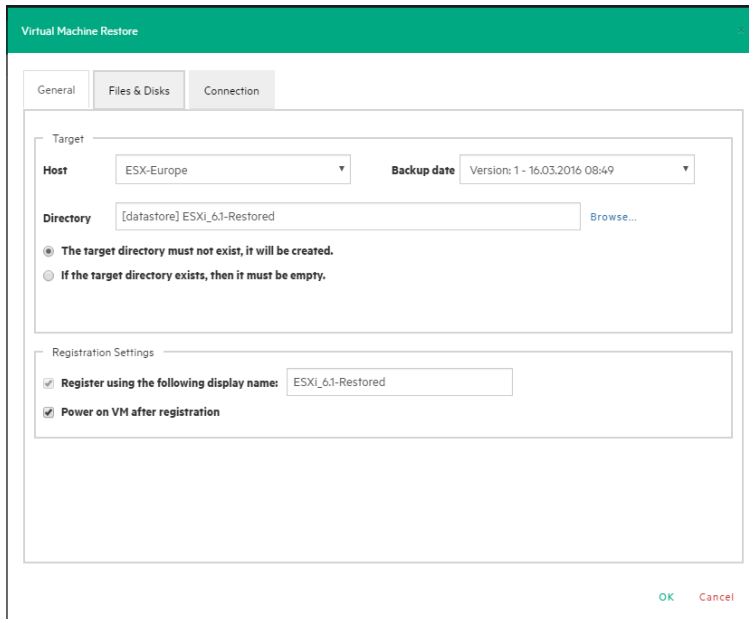 Virtual Machine Restore
General Files & Disks Connection
Target
Host ESX-Europe Backup date Version: 1 - 16.03.2016 08:49
Directory [datastore] ESXi_6.1-Restored Browse...
The target directory must not exist, it will be created.
If the target directory exists, then it must be empty.
Registration Settings
Register using the following display name: ESXi_6.1-Restored
Power on VM after registration
OK Cancel